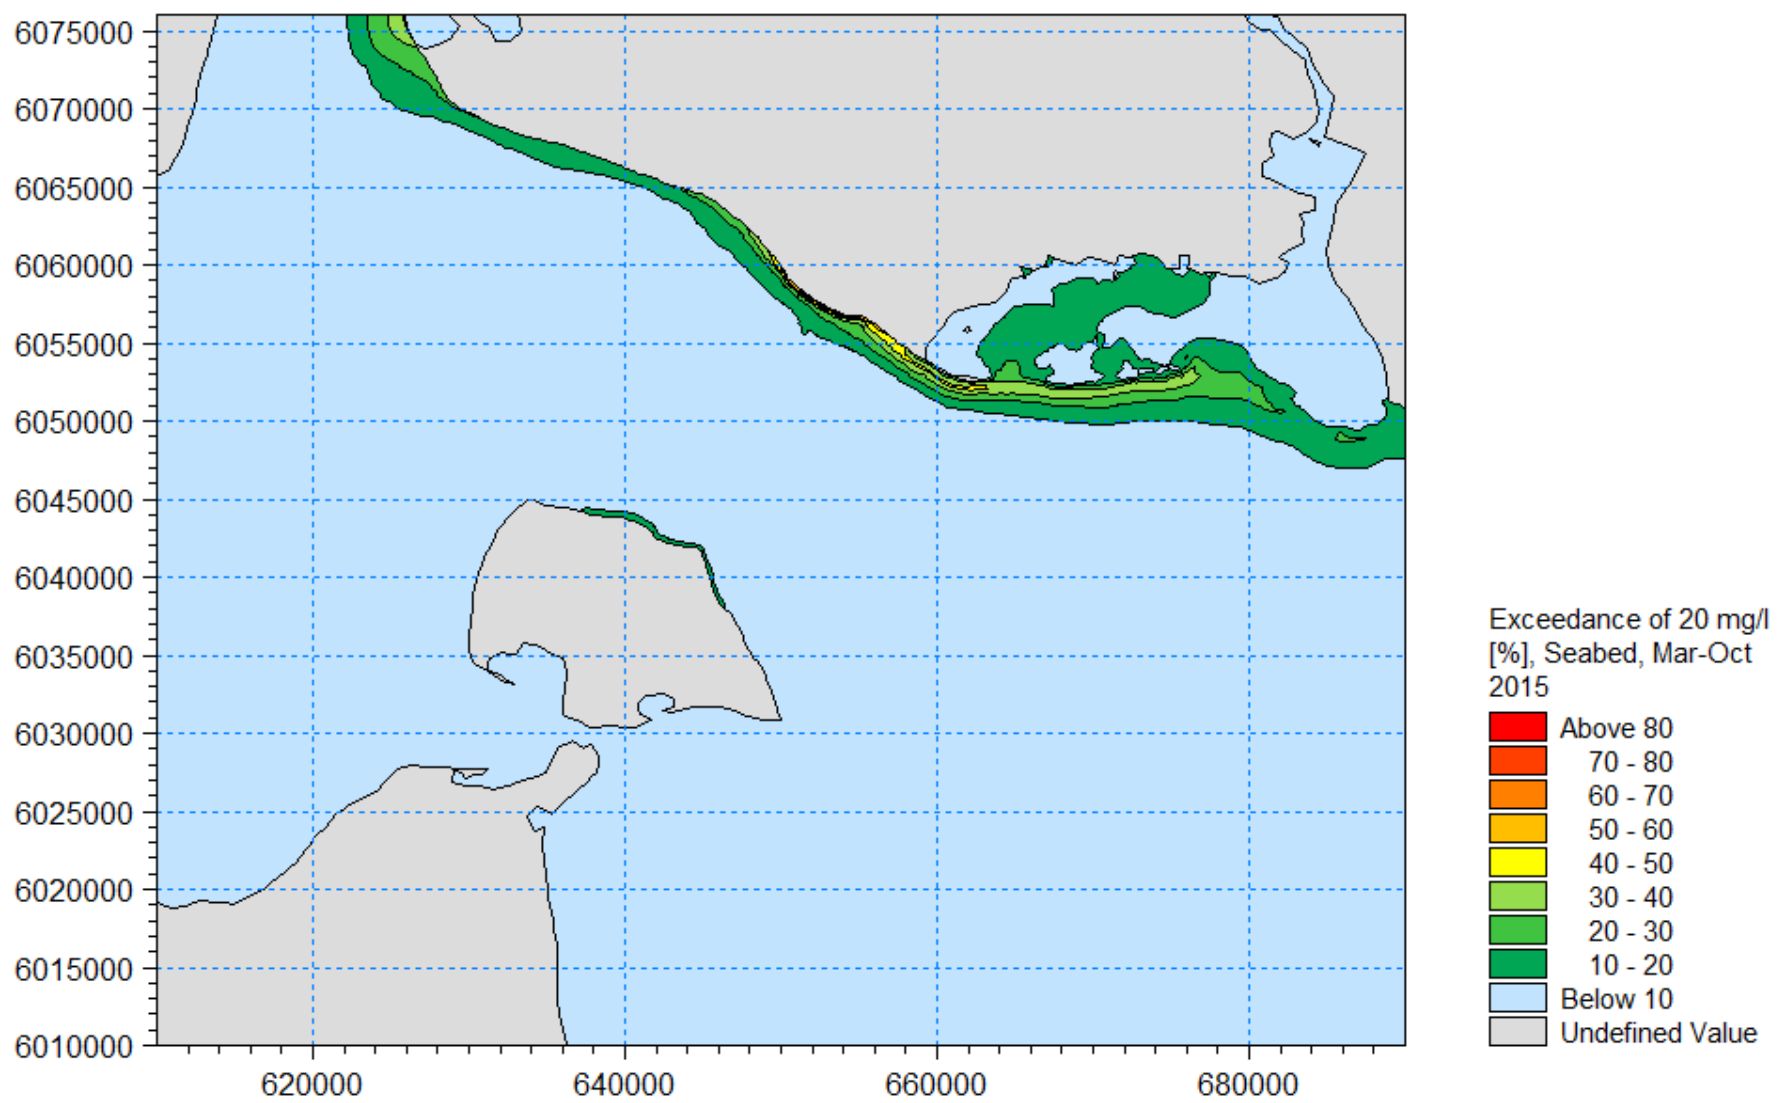 6075000
6070000
6065000
6060000
6055000
6050000
6045000
6040000
6035000
6030000
6025000
6020000
6015000
6010000
620000 640000 660000 680000
Exceedance of 20 mg/l
[%], Seabed, Mar-Oct
2015
Above 80
70 - 80
60 - 70
50 - 60
40 - 50
30 - 40
20 - 30
10 - 20
Below 10
Undefined Value